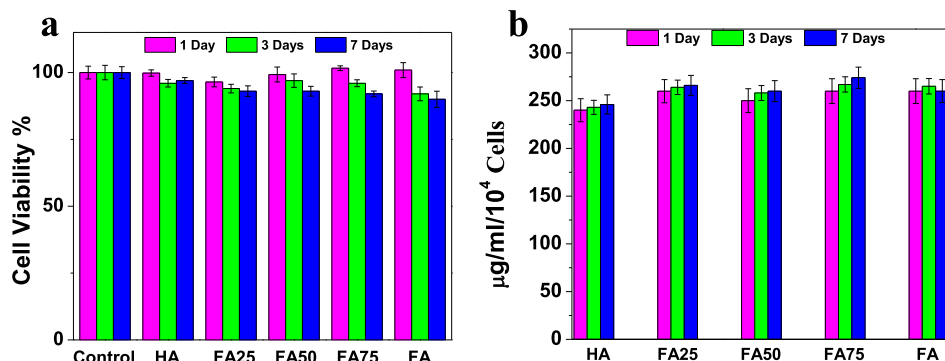 a
1 Day 3 Days 7 Days
Cell Viability %
100
50
0
Control HA FA25 FA50 FA75 FA
b
1 Day 3 Days 7 Days
µg/ml/10⁴ Cells
300
250
200
150
100
50
0
HA FA25 FA50 FA75 FA